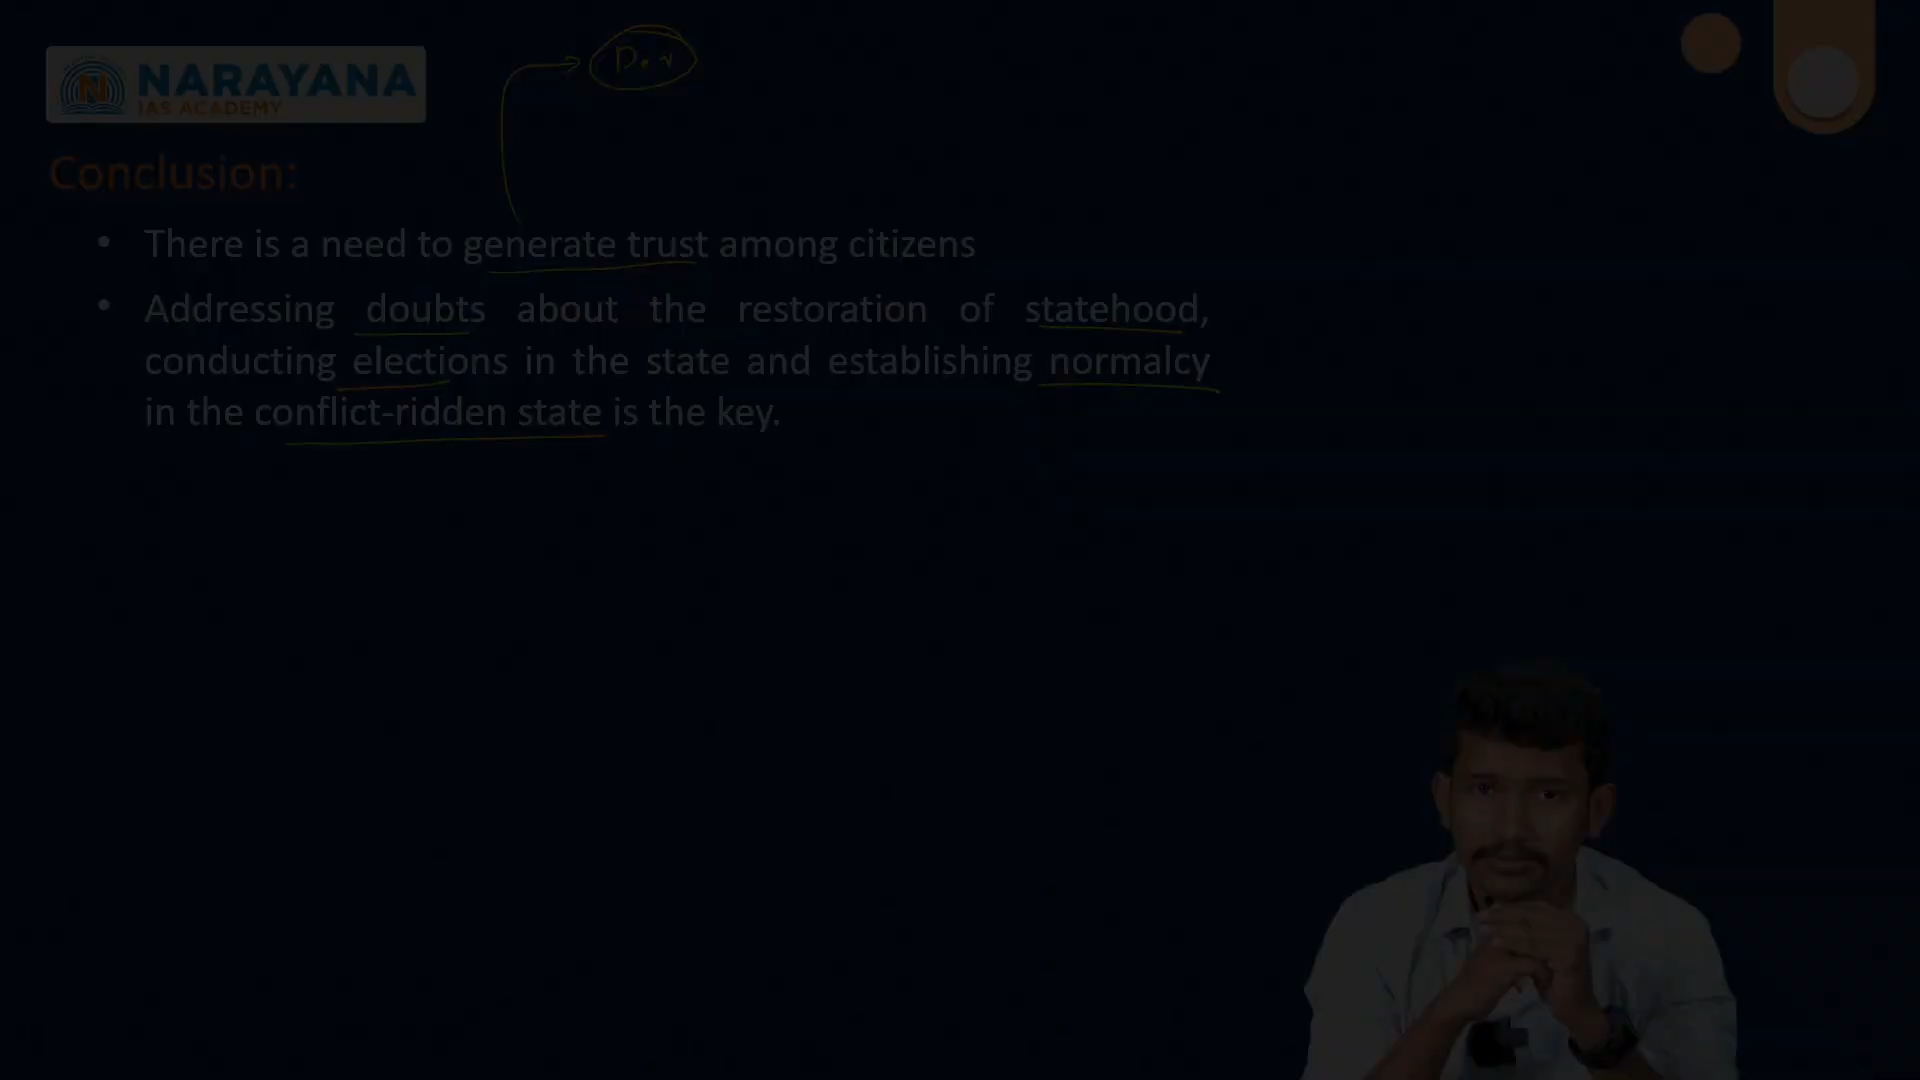 NARAYANA
IAS ACADEMY
Conclusion:
• There is a need to generate trust among citizens
• Addressing doubts about the restoration of statehood,
conducting elections in the state and establishing normalcy
in the conflict-ridden state is the key.